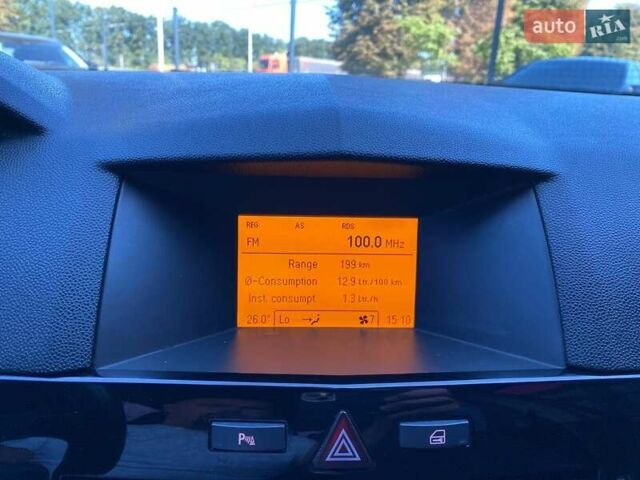 auto RIA
.com
REG AS RDS
FM 100.0 MHz
Range 199 km
Ø-Consumption 12.9 Ltr./100 km
Inst. consumpt. 1.3 Ltr./h
26.0° Lo 7 15:10
P